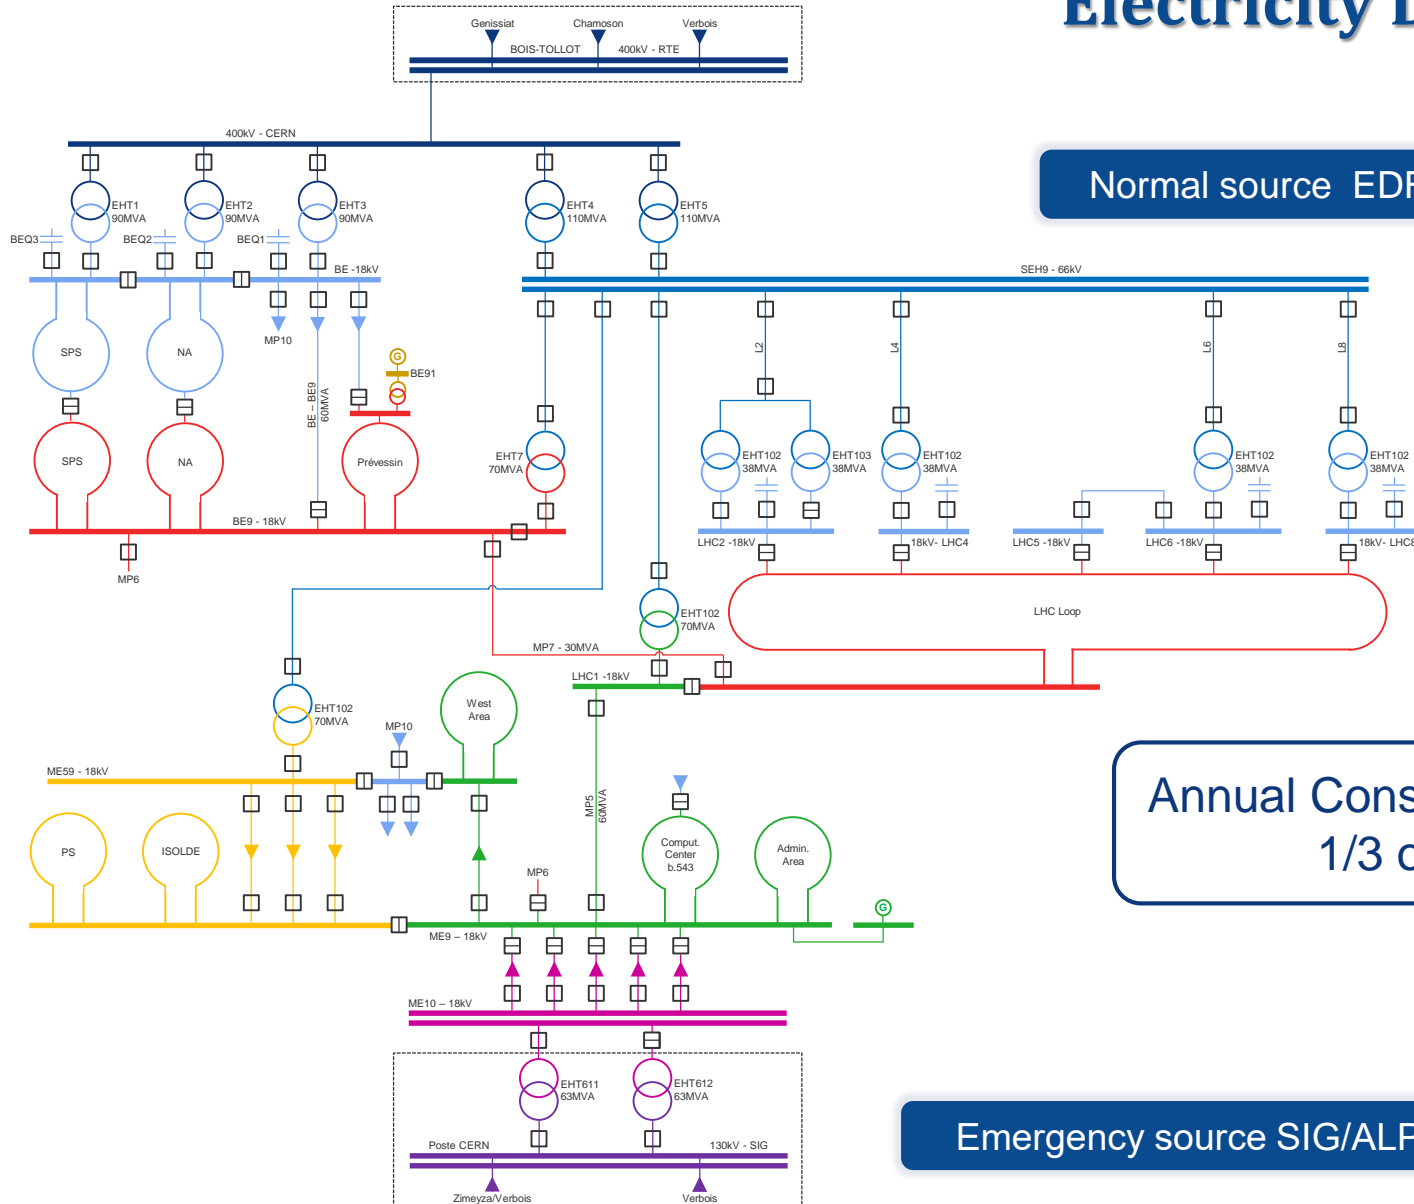 Electricity
Genissiat
Chamoson
Verbois
BOIS-TOLLOT
400kV - RTE
400kV - CERN
Normal source EDF
EHT1
90MVA
EHT2
90MVA
EHT3
90MVA
EHT4
110MVA
EHT5
110MVA
BEQ3
BEQ2
BEQ1
BE -18kV
SEH9 - 66kV
MP10
SPS
NA
G
BE91
BE – BE9
60MVA
L2
L4
L6
L8
SPS
NA
Prévessin
EHT7
70MVA
EHT102
38MVA
EHT103
38MVA
EHT102
38MVA
EHT102
38MVA
EHT102
38MVA
BE9 - 18kV
LHC2 -18kV
18kV- LHC4
LHC5 -18kV
LHC6 -18kV
18kV- LHC8
MP6
EHT102
70MVA
LHC Loop
MP7 - 30MVA
LHC1 -18kV
EHT102
70MVA
West
Area
MP10
ME59 - 18kV
MP5
60MVA
Annual
1/3
PS
ISOLDE
Comput.
Center
b.543
Admin.
Area
MP6
G
ME9 – 18kV
ME10 – 18kV
EHT611
63MVA
EHT612
63MVA
Emergency source SIG/ALP
Poste CERN
130kV - SIG
Zimeyza/Verbois
Verbois